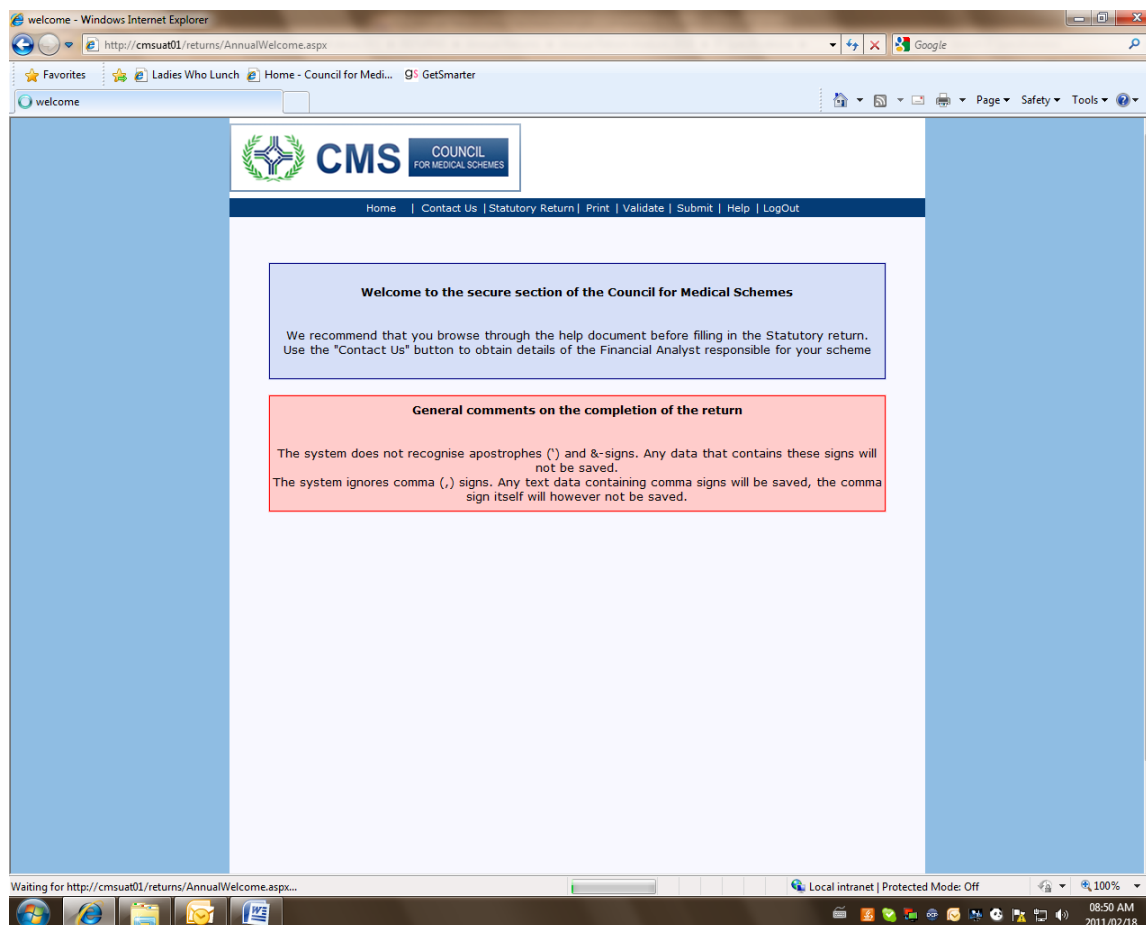 welcome - Windows Internet Explorer
http://cmsuat01/returns/AnnualWelcome.aspx
Google
Favorites Ladies Who Lunch Home - Council for Medi... gs GetSmarter
welcome
Page Safety Tools
CMS COUNCIL
FOR MEDICAL SCHEMES
Home | Contact Us | Statutory Return | Print | Validate | Submit | Help | LogOut
Welcome to the secure section of the Council for Medical Schemes
We recommend that you browse through the help document before filling in the Statutory return.
Use the "Contact Us" button to obtain details of the Financial Analyst responsible for your scheme
General comments on the completion of the return
The system does not recognise apostrophes (') and &-signs. Any data that contains these signs will
not be saved.
The system ignores comma (,) signs. Any text data containing comma signs will be saved, the comma
sign itself will however not be saved.
Waiting for http://cmsuat01/returns/AnnualWelcome.aspx...
Local intranet | Protected Mode: Off
100%
08:50 AM
2011/02/18